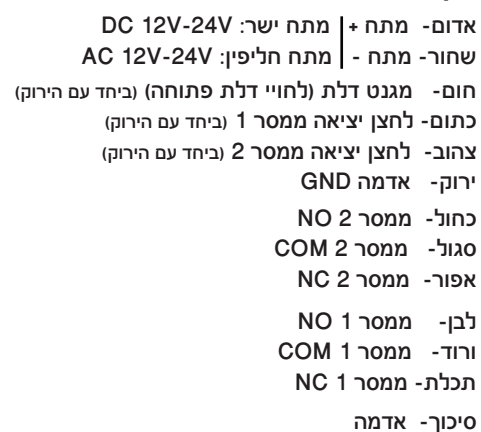 אדום- מתח + | מתח ישר: DC 12V-24V
שחור- מתח - | מתח חליפין: AC 12V-24V
חום- מגנט דלת (לחווי דלת פתוחה) (ביחד עם הירוק)
כתום- לחצן יציאה ממסר 1 (ביחד עם הירוק)
צהוב- לחצן יציאה ממסר 2 (ביחד עם הירוק)
ירוק- אדמה GND
כחול- ממסר 2 NO
סגול- ממסר 2 COM
אפור- ממסר 2 NC
לבן- ממסר 1 NO
ורוד- ממסר 1 COM
תכלת- ממסר 1 NC
סיכוך- אדמה